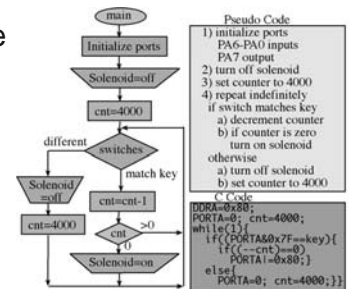 e
main
Initialize ports
Solenoid=off
cnt=4000
different
switches
match key
Solenoid
=off
cnt=cnt-1
cnt=4000
cnt
>0
0
Solenoid=on
Pseudo Code
1) initialize ports
PA6-PA0 inputs
PA7 output
2) turn off solenoid
3) set counter to 4000
4) repeat indefinitely
if switch matches key
a) decrement counter
b) if counter is zero
turn on solenoid
otherwise
a) turn off solenoid
b) set counter to 4000
C Code
DDRA=0x80;
PORTA=0; cnt=4000;
while(1){
if((PORTA&0x7F==key){
if((--cnt)==0)
PORTA|=0x80;}
else{
PORTA=0; cnt=4000;}}